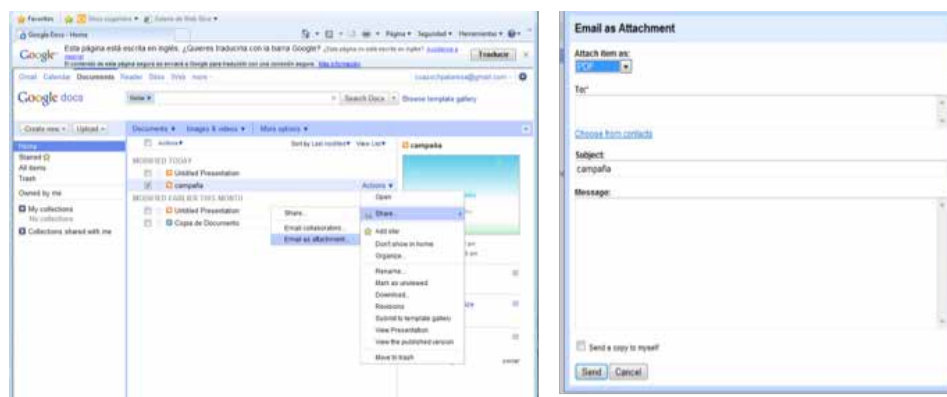 Favoritos
Google Docs - Home
Página Seguridad Herramientas
Google
Esta página está escrita en inglés. ¿Quieres traducirla con la barra Google?
Traducir
Gmail Calendar Documents Reader Sites Web more
Google docs
Search Docs Browse template gallery
Create new Upload
Documents Images & videos More options
Home
Starred
All items
Trash
Owned by me
My collections
No collections
Collections shared with me
Actions Sort by Last modified View List
MODIFIED TODAY
Untitled Presentation
campaña Actions
MODIFIED EARLIER THIS MONTH
Untitled Presentation
Copia de Documento
campaña
Share...
Email collaborators...
Email as attachment...
Open
Share
Add star
Don't show in home
Organize...
Rename...
Mark as unviewed
Download...
Revisions
Submit to template gallery
View Presentation
View the published version
Move to trash
owner
Email as Attachment
Attach item as:
PDF
To:*
Choose from contacts
Subject:
campaña
Message:
Send a copy to myself
Send Cancel